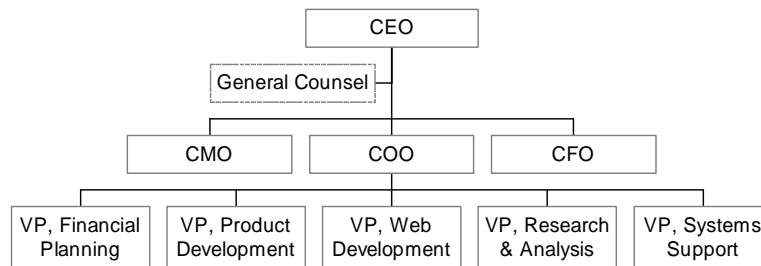 CEO
General Counsel
CMO
COO
CFO
VP, Financial
Planning
VP, Product
Development
VP, Web
Development
VP, Research
& Analysis
VP, Systems
Support